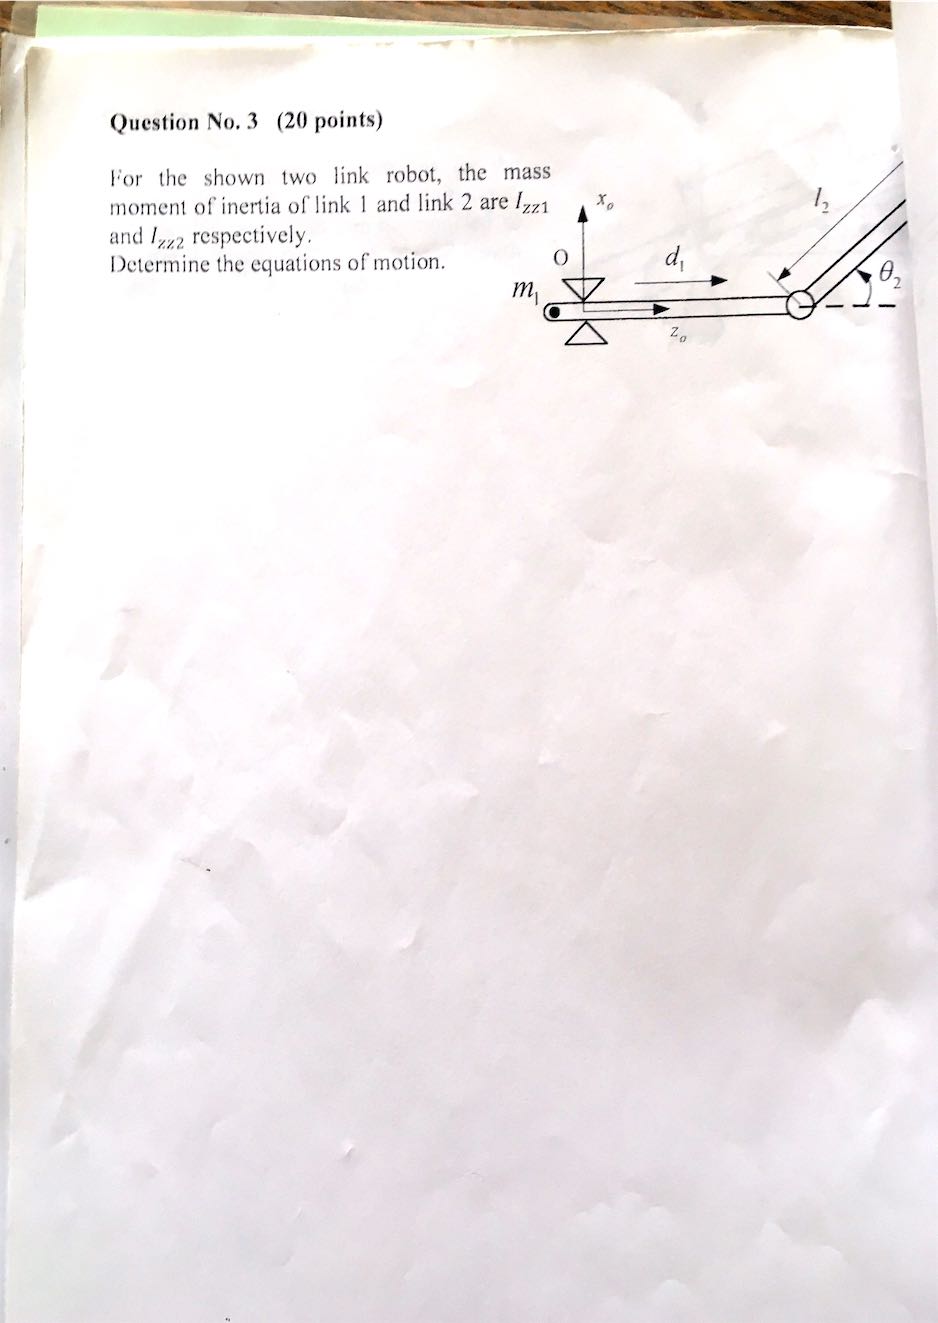 Question No. 3 (20 points)
For the shown two link robot, the mass
moment of inertia of link 1 and link 2 are I_{zz1}
and I_{zz2} respectively.
Determine the equations of motion.
x_o
l_2
O
d_1
θ_2
m_1
z_o